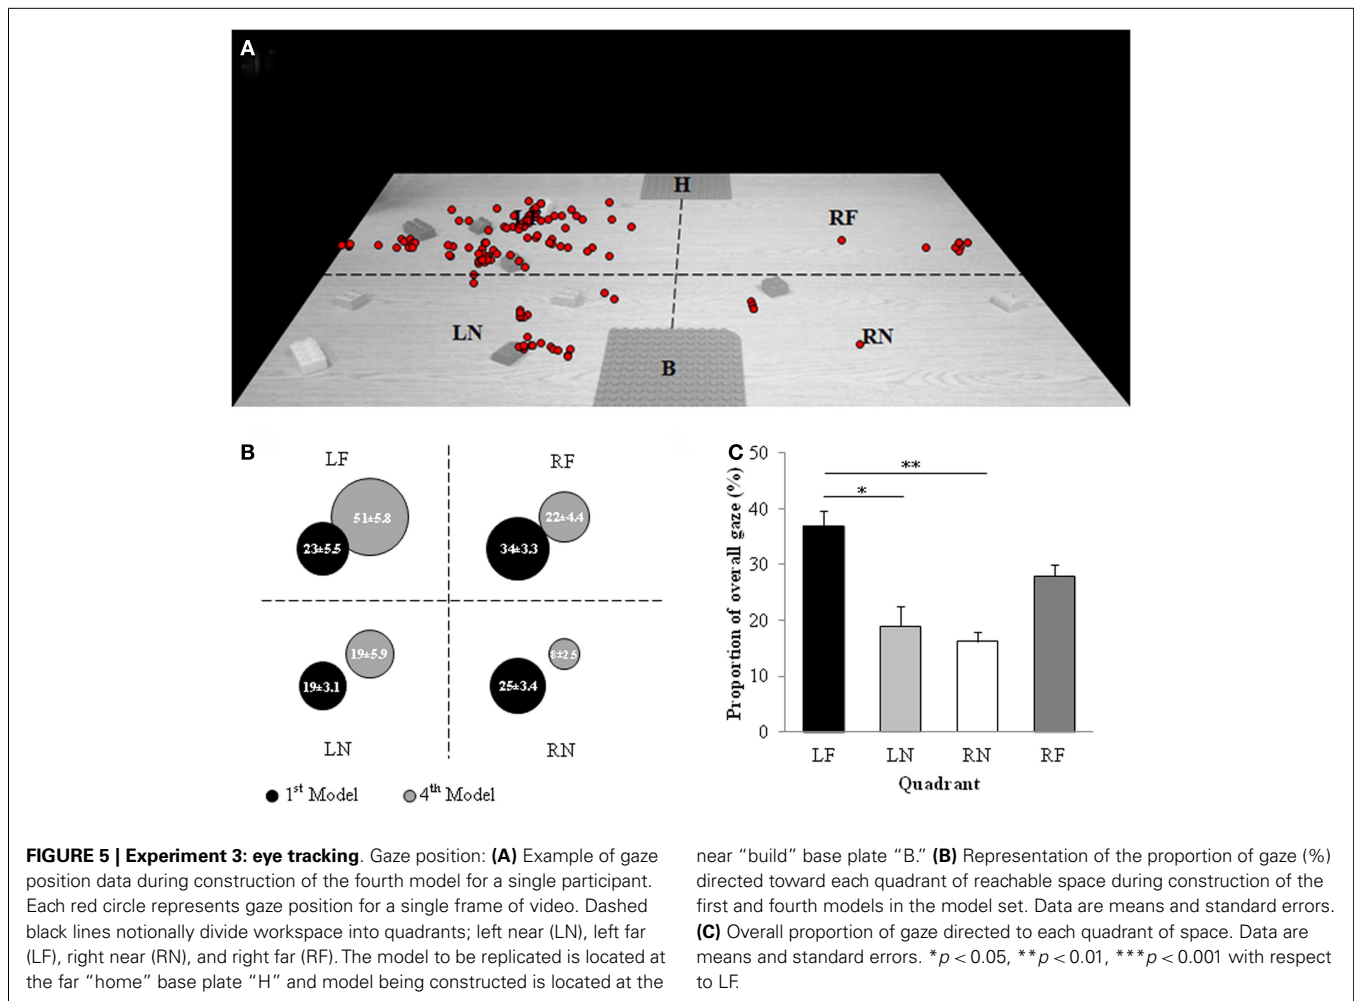 A
H
LF
RF
LN
RN
B
B
LF
RF
51±5.8
22±4.4
23±5.5
34±3.3
19±5.9
8±2.5
19±3.1
25±3.4
LN
RN
1st Model
4th Model
C
Proportion of overall gaze (%)
50
40
30
20
10
0
**
*
LF
LN
RN
RF
Quadrant
FIGURE 5 | Experiment 3: eye tracking. Gaze position: (A) Example of gaze
position data during construction of the fourth model for a single participant.
Each red circle represents gaze position for a single frame of video. Dashed
black lines notionally divide workspace into quadrants; left near (LN), left far
(LF), right near (RN), and right far (RF). The model to be replicated is located at
the far “home” base plate “H” and model being constructed is located at the
near “build” base plate “B.” (B) Representation of the proportion of gaze (%)
directed toward each quadrant of reachable space during construction of the
first and fourth models in the model set. Data are means and standard errors.
(C) Overall proportion of gaze directed to each quadrant of space. Data are
means and standard errors. *p < 0.05, **p < 0.01, ***p < 0.001 with respect
to LF.